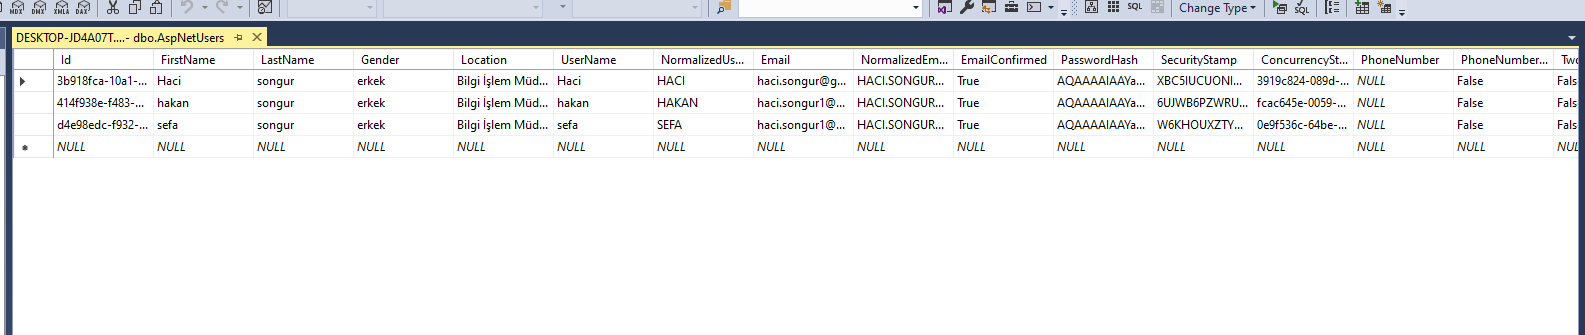 MDX DMX XMLA DAX SQL Change Type SQL
DESKTOP-JD4A07T....- dbo.AspNetUsers
Id FirstName LastName Gender Location UserName NormalizedUs... Email NormalizedEm... EmailConfirmed PasswordHash SecurityStamp ConcurrencySt... PhoneNumber PhoneNumber... Two
3b918fca-10a1-... Haci songur erkek Bilgi İşlem Müd... Haci HACI haci.songur@g... HACI.SONGUR... True AQAAAAIAAYa... XBC5IUCUONI... 3919c824-089d-... NULL False False
414f938e-f483-... hakan songur erkek Bilgi İşlem Müd... hakan HAKAN haci.songur1@... HACI.SONGUR... True AQAAAAIAAYa... 6UJWB6PZWRU... fcac645e-0059-... NULL False Fals
d4e98edc-f932-... sefa songur erkek Bilgi İşlem Müd... sefa SEFA haci.songur1@... HACI.SONGUR... True AQAAAAIAAYa... W6KHOUXZTY... 0e9f536c-64be-... NULL False Fals
NULL NULL NULL NULL NULL NULL NULL NULL NULL NULL NULL NULL NULL NULL NULL NULL